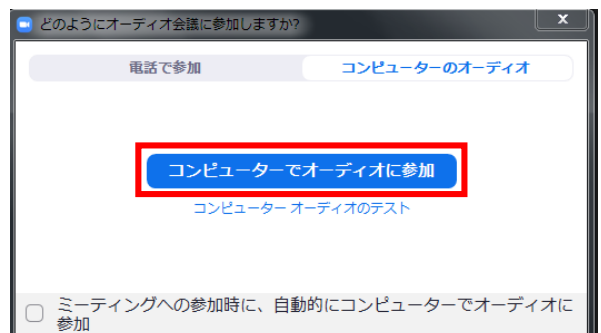 どのようにオーディオ会議に参加しますか?
x
電話で参加
コンピューターのオーディオ
コンピューターでオーディオに参加
コンピューター オーディオのテスト
ミーティングへの参加時に、自動的にコンピューターでオーディオに
参加